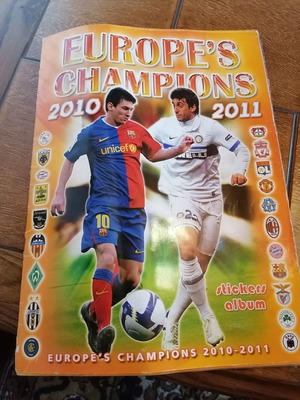 EUROPE'S
CHAMPIONS
2010
2011
unicef
10
stickers
album
EUROPE'S CHAMPIONS 2010-2011